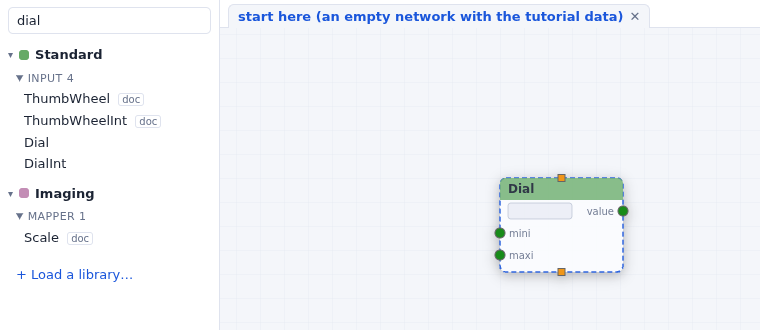 dial
Standard
INPUT 4
ThumbWheel doc
ThumbWheelInt doc
Dial
DialInt
Imaging
MAPPER 1
Scale doc
+ Load a library…
start here (an empty network with the tutorial data) ✕
Dial
value
mini
maxi